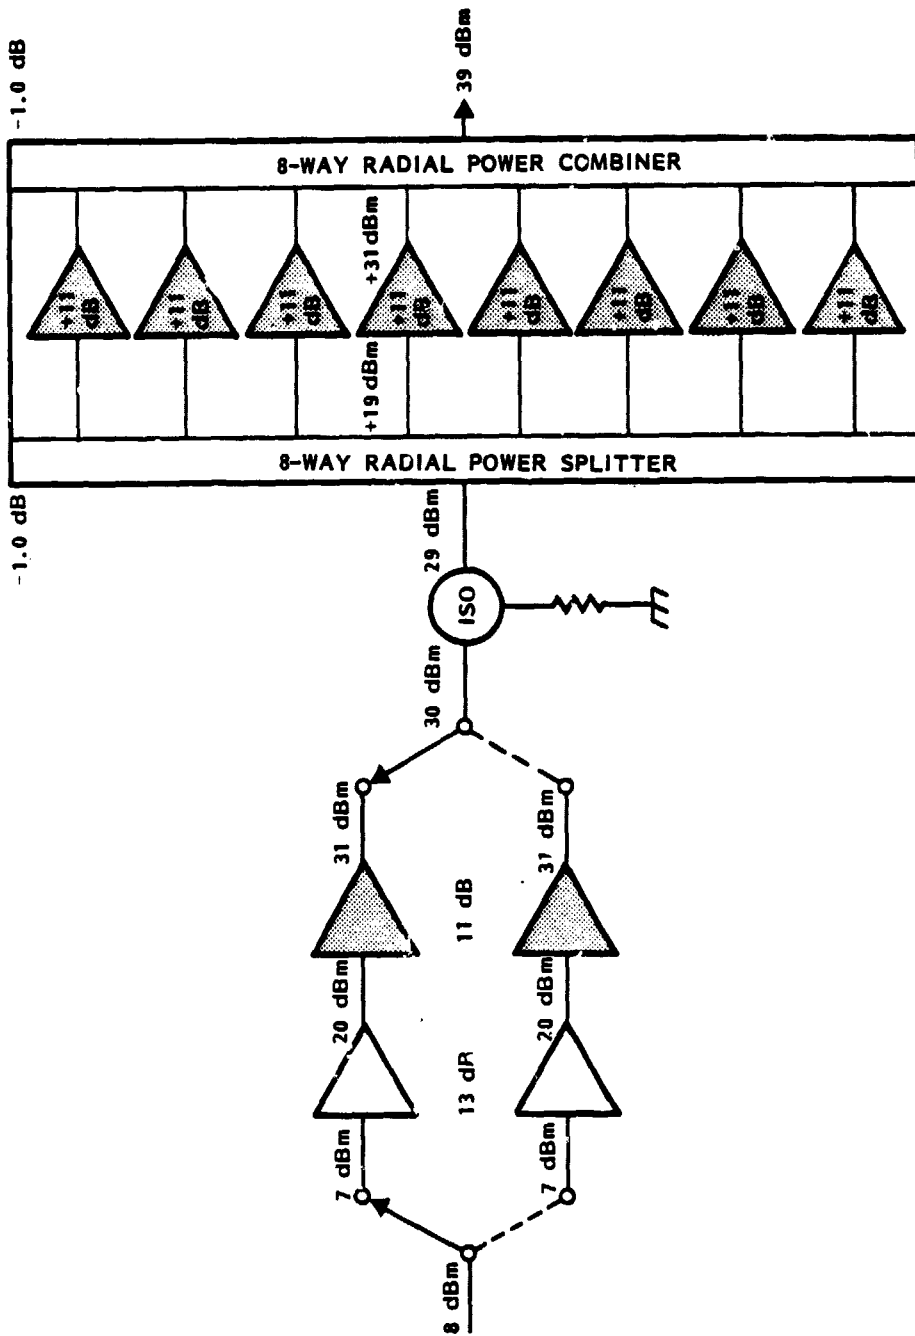 8 dBm
7 dBm
20 dBm
31 dBm
13 dB
11 dB
7 dBm
20 dBm
31 dBm
30 dBm
ISO
29 dBm
-1.0 dB
8-WAY RADIAL POWER SPLITTER
+19 dBm
+31 dBm
+11 dB
+11 dB
+11 dB
+11 dB
+11 dB
+11 dB
+11 dB
+11 dB
8-WAY RADIAL POWER COMBINER
-1.0 dB
39 dBm